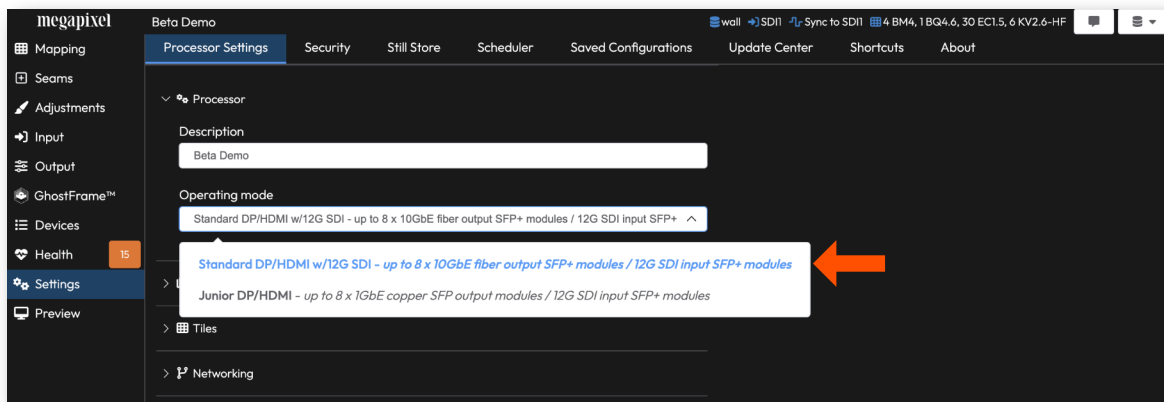 megapixel
Beta Demo
wall SDI1 Sync to SDI1 4 BM4, 1 BQ4.6, 30 EC1.5, 6 KV2.6-HF
Mapping
Seams
Adjustments
Input
Output
GhostFrame™
Devices
Health 15
Settings
Preview
Processor Settings Security Still Store Scheduler Saved Configurations Update Center Shortcuts About
Processor
Description
Beta Demo
Operating mode
Standard DP/HDMI w/12G SDI - up to 8 x 10GbE fiber output SFP+ modules / 12G SDI input SFP+
Standard DP/HDMI w/12G SDI - up to 8 x 10GbE fiber output SFP+ modules / 12G SDI input SFP+ modules
Junior DP/HDMI - up to 8 x 1GbE copper SFP output modules / 12G SDI input SFP+ modules
Tiles
Networking